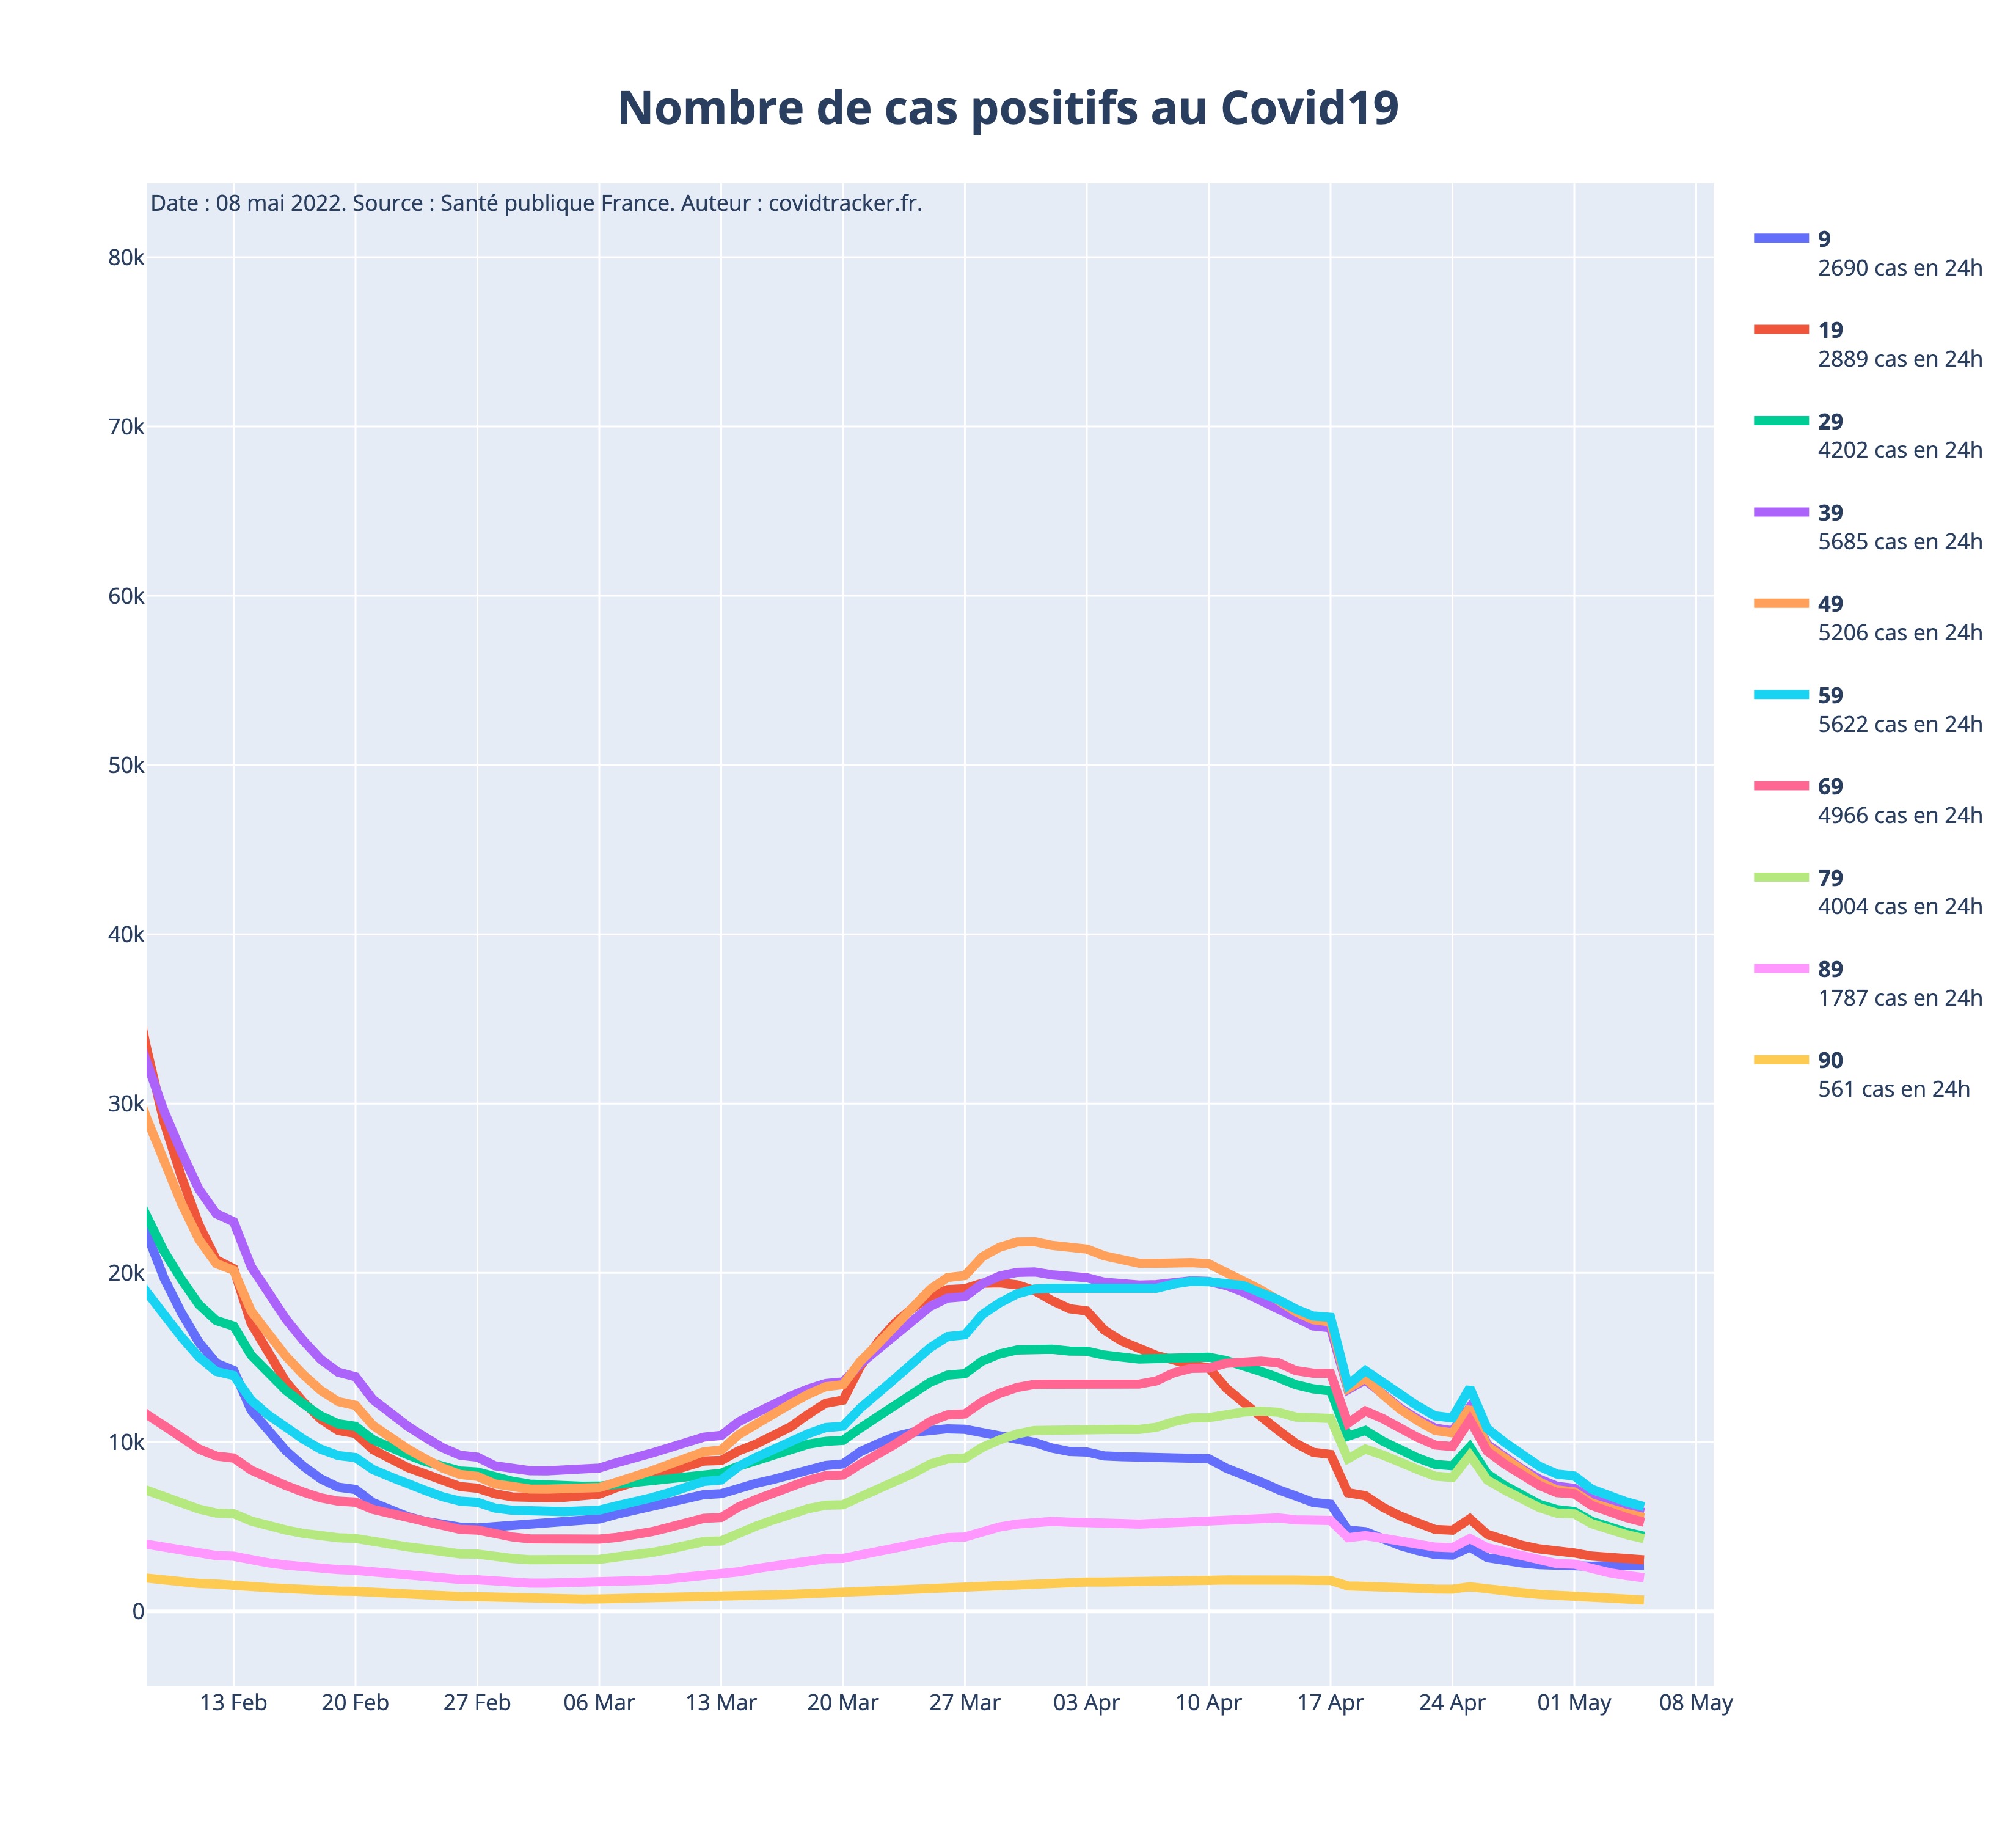 Nombre de cas positifs au Covid19
Date : 08 mai 2022. Source : Santé publique France. Auteur : covidtracker.fr.
80k
70k
60k
50k
40k
30k
20k
10k
0
13 Feb
20 Feb
27 Feb
06 Mar
13 Mar
20 Mar
27 Mar
03 Apr
10 Apr
17 Apr
24 Apr
01 May
08 May
9
2690 cas en 24h
19
2889 cas en 24h
29
4202 cas en 24h
39
5685 cas en 24h
49
5206 cas en 24h
59
5622 cas en 24h
69
4966 cas en 24h
79
4004 cas en 24h
89
1787 cas en 24h
90
561 cas en 24h